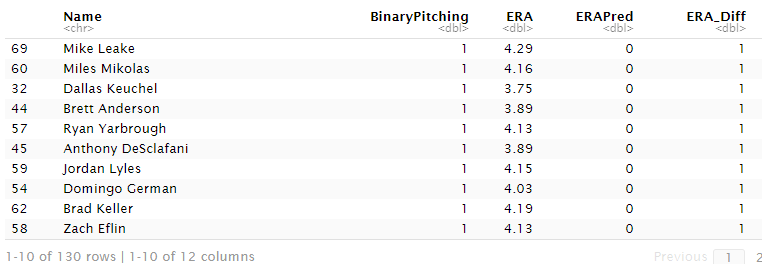 Name BinaryPitching ERA ERAPred ERA_Diff
<chr> <dbl> <dbl> <dbl> <dbl>
69 Mike Leake 1 4.29 0 1
60 Miles Mikolas 1 4.16 0 1
32 Dallas Keuchel 1 3.75 0 1
44 Brett Anderson 1 3.89 0 1
57 Ryan Yarbrough 1 4.13 0 1
45 Anthony DeSclafani 1 3.89 0 1
59 Jordan Lyles 1 4.15 0 1
54 Domingo German 1 4.03 0 1
62 Brad Keller 1 4.19 0 1
58 Zach Eflin 1 4.13 0 1
1-10 of 130 rows | 1-10 of 12 columns Previous 1 2